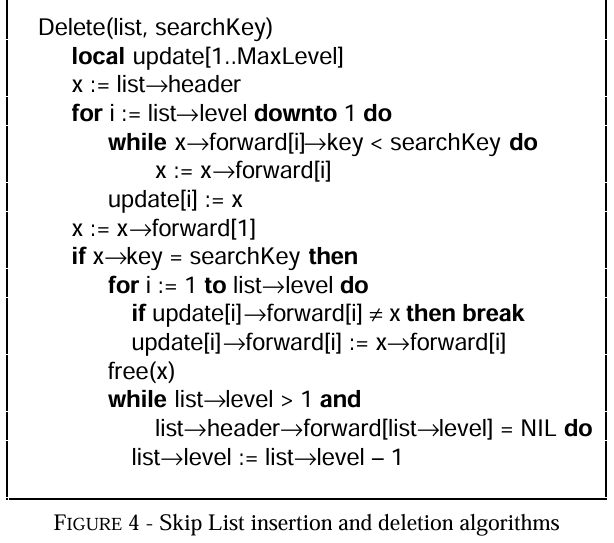 Delete(list, searchKey)
local update[1..MaxLevel]
x := list→header
for i := list→level downto 1 do
while x→forward[i]→key < searchKey do
x := x→forward[i]
update[i] := x
x := x→forward[1]
if x→key = searchKey then
for i := 1 to list→level do
if update[i]→forward[i] ≠ x then break
update[i]→forward[i] := x→forward[i]
free(x)
while list→level > 1 and
list→header→forward[list→level] = NIL do
list→level := list→level – 1
FIGURE 4 - Skip List insertion and deletion algorithms